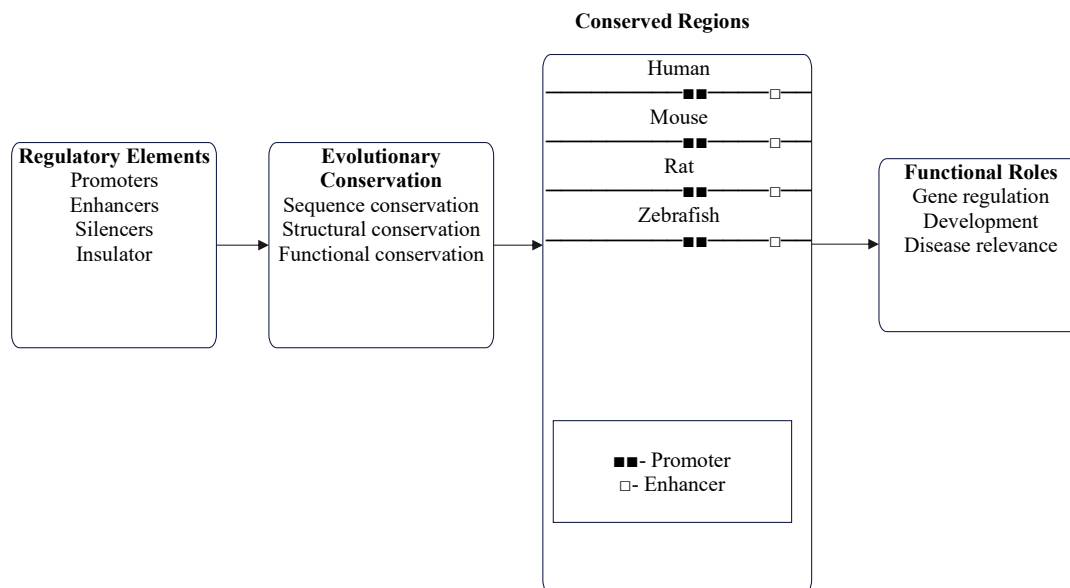 Conserved Regions
Regulatory Elements
Promoters
Enhancers
Silencers
Insulator
Evolutionary
Conservation
Sequence conservation
Structural conservation
Functional conservation
Human
Mouse
Rat
Zebrafish
■■- Promoter
□- Enhancer
Functional Roles
Gene regulation
Development
Disease relevance